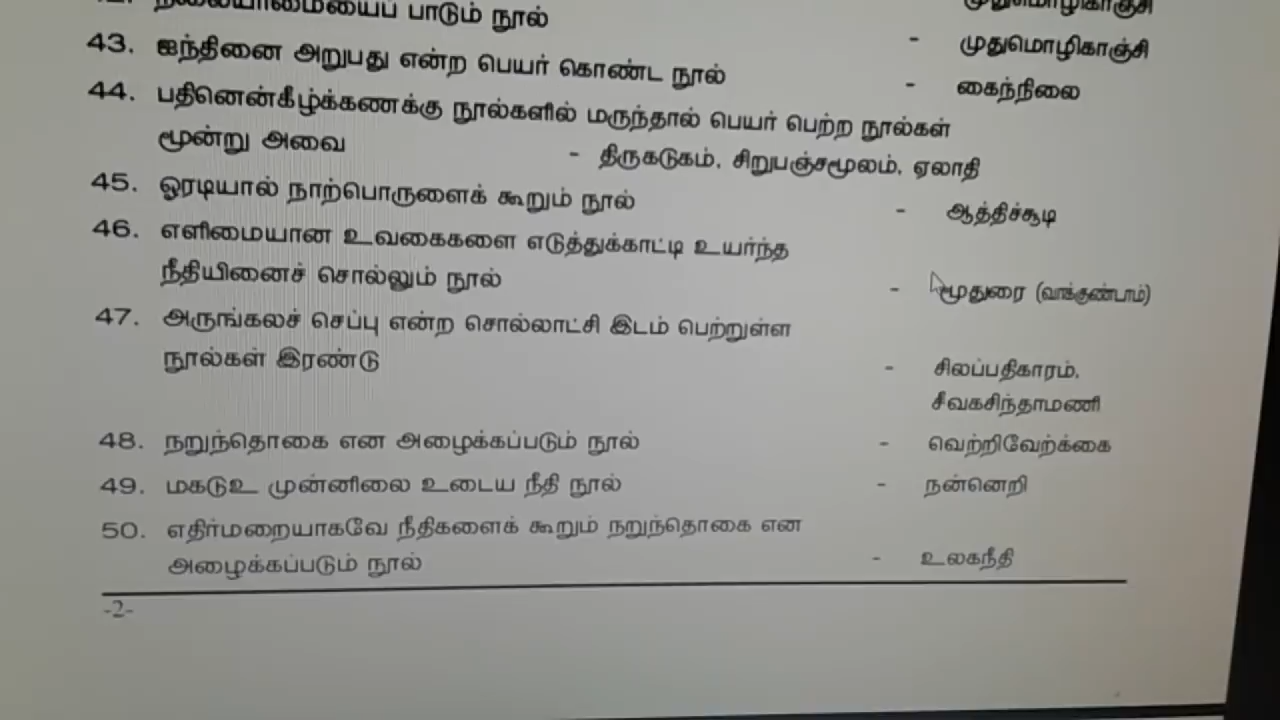 நிலையாமையைப் பாடும் நூல் முதுமொழிகாஞ்சி
43. ஐந்தினை அறுபது என்ற பெயர் கொண்ட நூல் - முதுமொழிகாஞ்சி
- கைந்நிலை
44. பதினென்கீழ்க்கணக்கு நூல்களில் மருந்தால் பெயர் பெற்ற நூல்கள்
மூன்று அவை - திருகடுகம், சிறுபஞ்சமூலம், ஏலாதி
45. ஓரடியால் நாற்பொருளைக் கூறும் நூல் - ஆத்திச்சூடி
46. எளிமையான உவகைகளை எடுத்துக்காட்டி உயர்ந்த
நீதியினைச் சொல்லும் நூல் - மூதுரை (வாக்குண்டாம்)
47. அருங்கலச் செப்பு என்ற சொல்லாட்சி இடம் பெற்றுள்ள
நூல்கள் இரண்டு - சிலப்பதிகாரம்,
சீவகசிந்தாமணி
48. நறுந்தொகை என அழைக்கப்படும் நூல் - வெற்றிவேற்க்கை
49. மகடுஉ முன்னிலை உடைய நீதி நூல் - நன்னெறி
50. எதிர்மறையாகவே நீதிகளைக் கூறும் நறுந்தொகை என
அழைக்கப்படும் நூல் - உலகநீதி
-2-